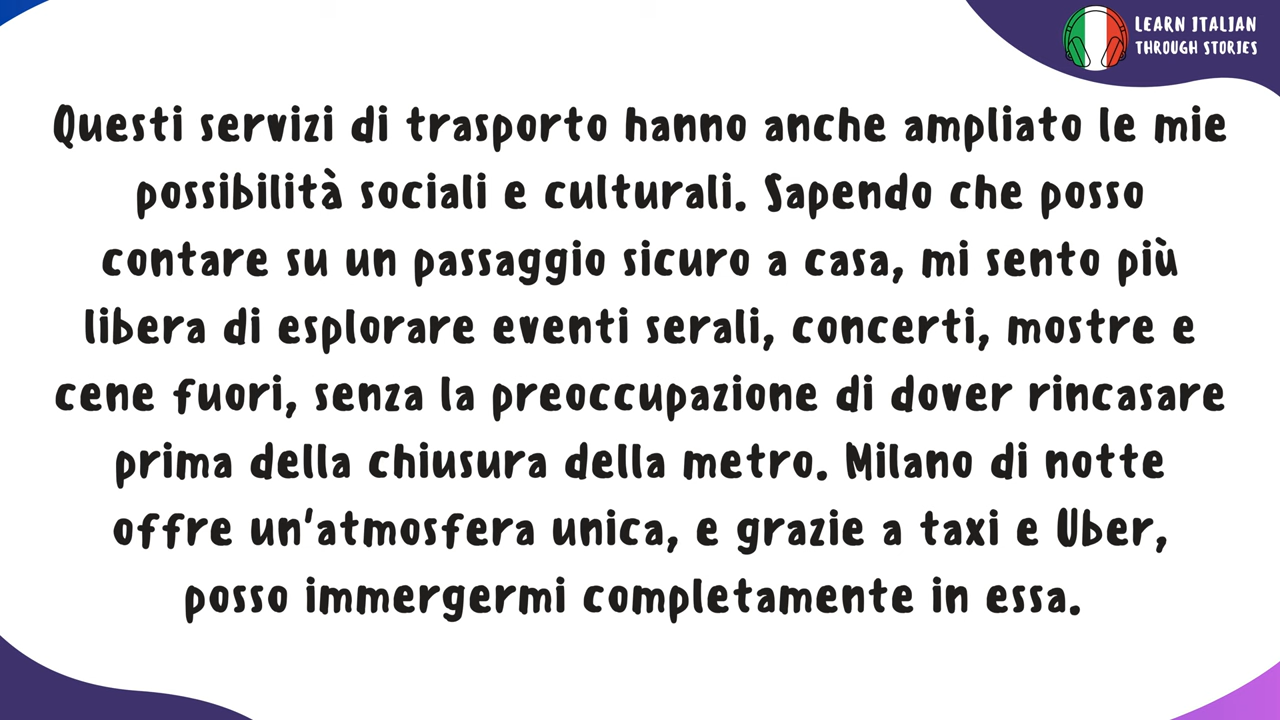 LEARN ITALIAN
THROUGH STORIES
Questi servizi di trasporto hanno anche ampliato le mie
possibilità sociali e culturali. Sapendo che posso
contare su un passaggio sicuro a casa, mi sento più
libera di esplorare eventi serali, concerti, mostre e
cene fuori, senza la preoccupazione di dover rincasare
prima della chiusura della metro. Milano di notte
offre un'atmosfera unica, e grazie a taxi e Uber,
posso immergermi completamente in essa.